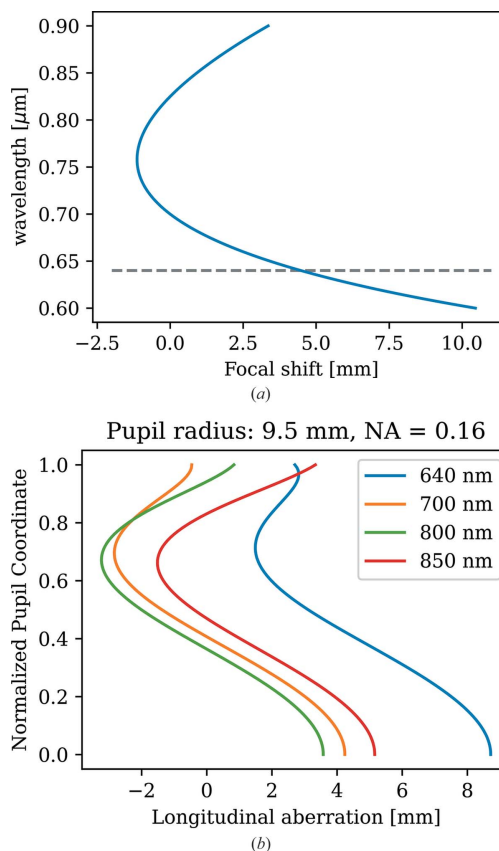 0.90
0.85
0.80
0.75
0.70
0.65
0.60
wavelength [μm]
−2.5 0.0 2.5 5.0 7.5 10.0
Focal shift [mm]
(a)
Pupil radius: 9.5 mm, NA = 0.16
1.0
0.8
0.6
0.4
0.2
0.0
Normalized Pupil Coordinate
640 nm
700 nm
800 nm
850 nm
−2 0 2 4 6 8
Longitudinal aberration [mm]
(b)